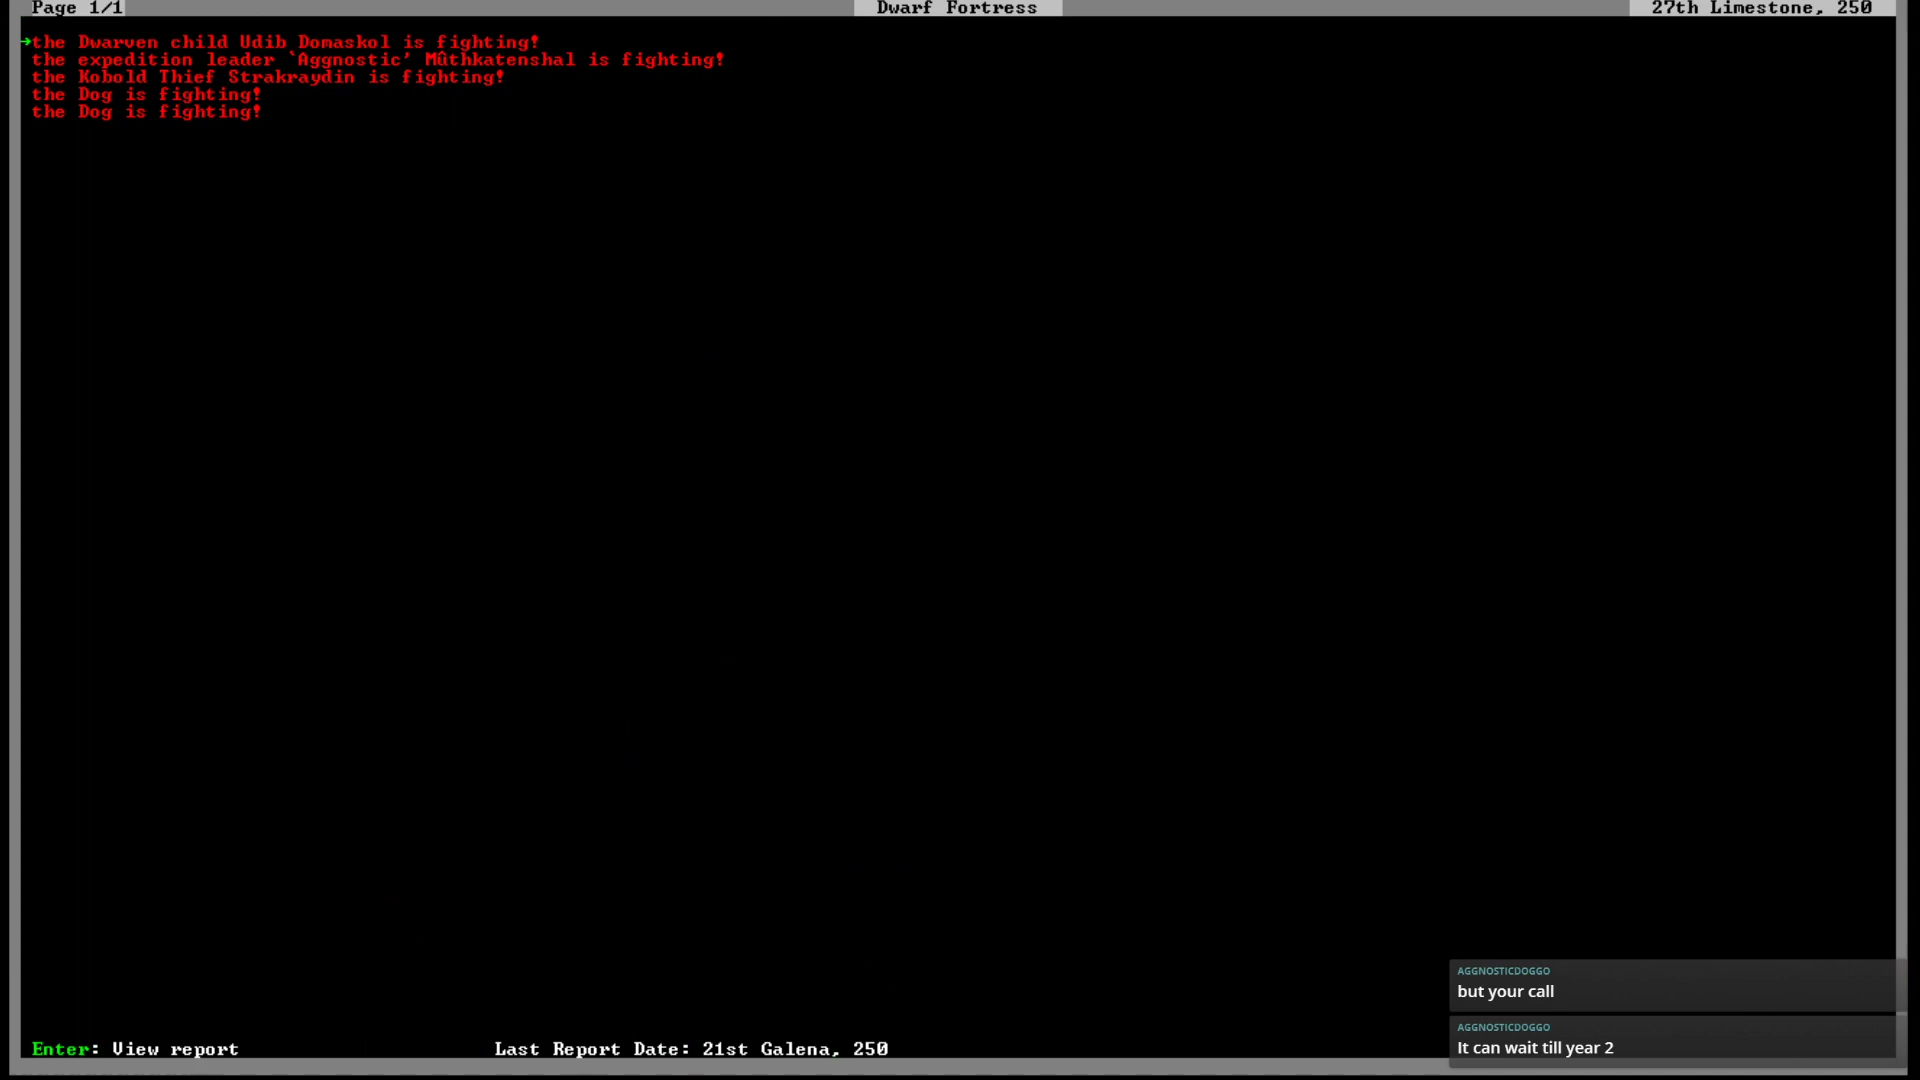 Page 1/1
Dwarf Fortress
27th Limestone, 250
→the Dwarven child Udib Domaskol is fighting!
the expedition leader `Aggnostic' Mûthkatenshal is fighting!
the Kobold Thief Strakraydin is fighting!
the Dog is fighting!
the Dog is fighting!
AGGNOSTICDOGGO
but your call
AGGNOSTICDOGGO
It can wait till year 2
Enter: View report
Last Report Date: 21st Galena, 250